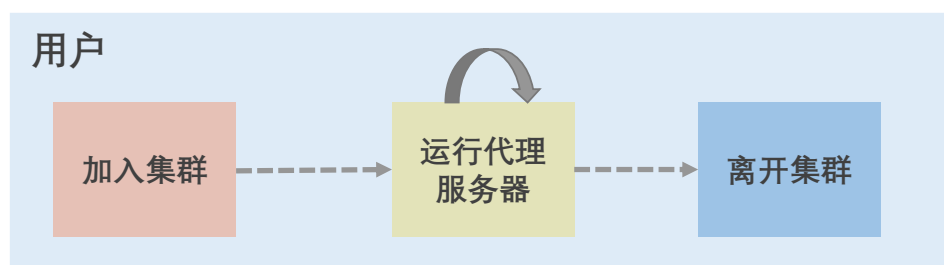 用户
加入集群
运行代理
服务器
离开集群